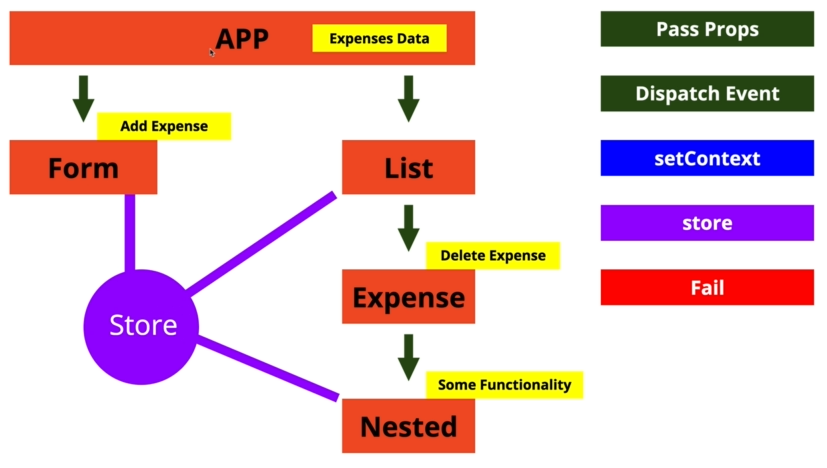 APP
Expenses Data
Pass Props
Dispatch Event
Add Expense
Form
List
setContext
store
Delete Expense
Expense
Fail
Store
Some Functionality
Nested